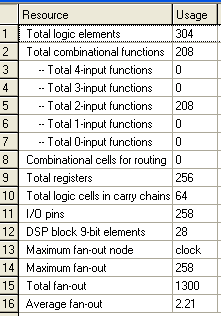 Resource Usage
1 Total logic elements 304
2 Total combinational functions 208
3 -- Total 4-input functions 0
4 -- Total 3-input functions 0
5 -- Total 2-input functions 208
6 -- Total 1-input functions 0
7 -- Total 0-input functions 0
8 Combinational cells for routing 0
9 Total registers 256
10 Total logic cells in carry chains 64
11 I/O pins 258
12 DSP block 9-bit elements 28
13 Maximum fan-out node clock
14 Maximum fan-out 258
15 Total fan-out 1300
16 Average fan-out 2.21